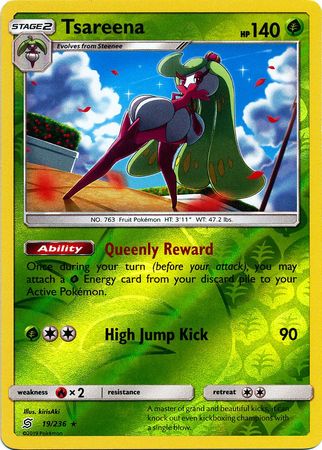 STAGE 2
Tsareena
HP 140
Evolves from Steenee
NO. 763 Fruit Pokémon HT: 3'11" WT: 47.2 lbs.
Ability
Queenly Reward
Once during your turn (before your attack), you may
attach a Energy card from your discard pile to your
Active Pokémon.
High Jump Kick 90
weakness × 2 resistance retreat
Illus. kirisAki
19/236 ★
©2019 Pokémon
A master of grand and beautiful kicks, it can
knock out even kickboxing champions with
a single blow.